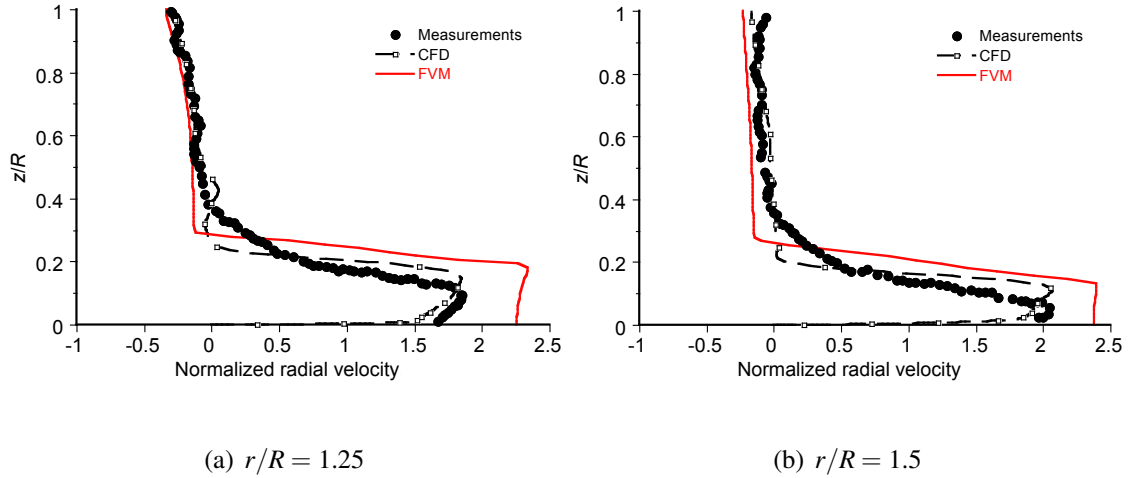 1
0.8
0.6
0.4
0.2
0
z/R
-1 -0.5 0 0.5 1 1.5 2 2.5
Normalized radial velocity
Measurements
CFD
FVM
(a) r/R = 1.25
1
0.8
0.6
0.4
0.2
0
z/R
-1 -0.5 0 0.5 1 1.5 2 2.5
Normalized radial velocity
Measurements
CFD
FVM
(b) r/R = 1.5